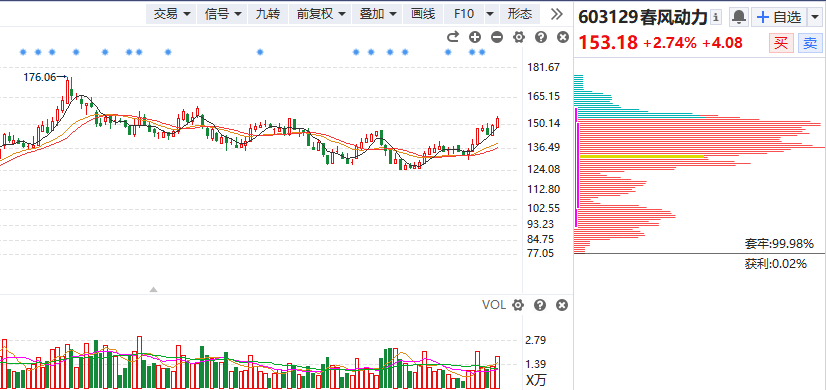 交易 信号 九转 前复权 叠加 画线 F10 形态
603129春风动力
自选
153.18 +2.74% +4.08
买 卖
176.06
181.67
165.15
150.14
136.49
124.08
112.80
102.55
93.23
84.75
77.05
套牢:99.98%
获利:0.02%
VOL
2.79
1.39
X万